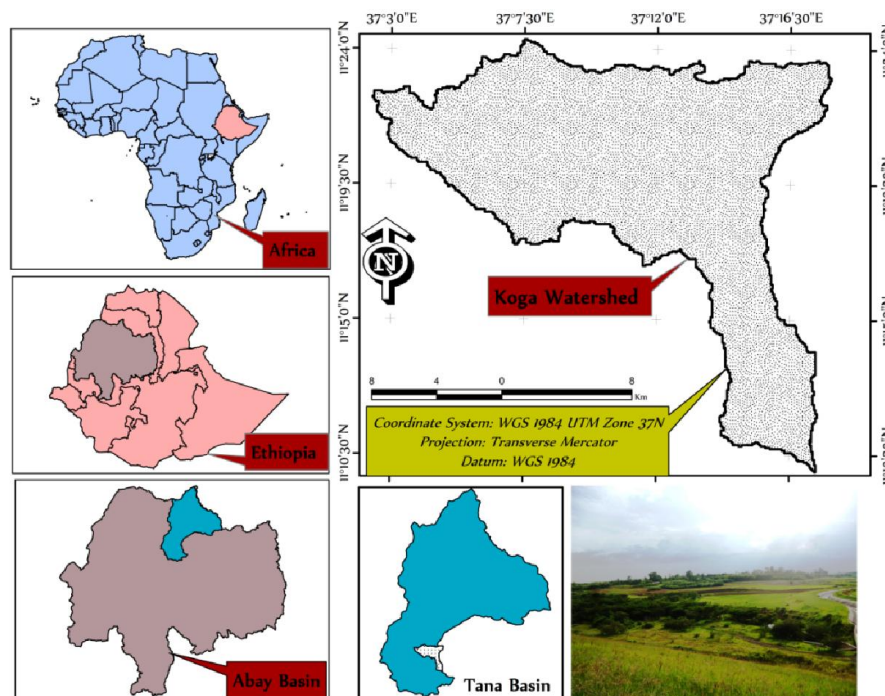 37°3'0"E 37°7'30"E 37°12'0"E 37°16'30"E
11°24'0"N
11°19'30"N
11°15'0"N
11°10'30"N
Africa
N
Koga Watershed
8 4 0 8
Km
Coordinate System: WGS 1984 UTM Zone 37N
Projection: Transverse Mercator
Datum: WGS 1984
Ethiopia
Abay Basin
Tana Basin